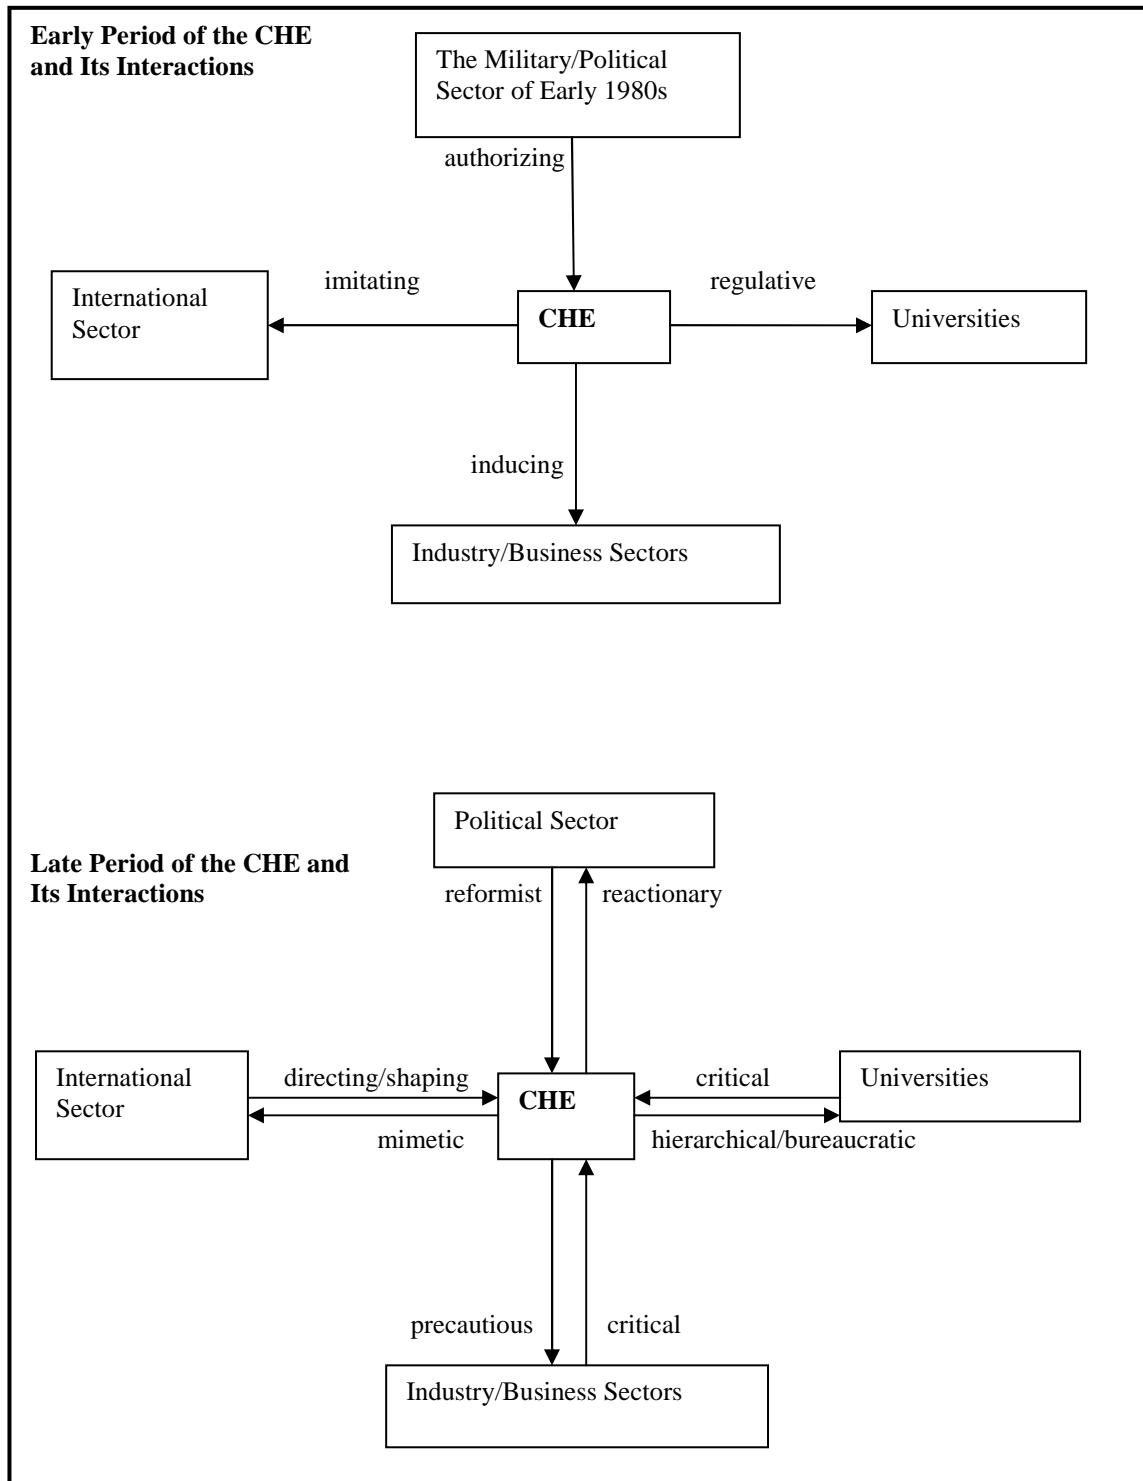 Early Period of the CHE
and Its Interactions
The Military/Political
Sector of Early 1980s
authorizing
International
Sector
imitating
CHE
regulative
Universities
inducing
Industry/Business Sectors
Political Sector
Late Period of the CHE and
Its Interactions
reformist
reactionary
International
Sector
directing/shaping
mimetic
CHE
critical
hierarchical/bureaucratic
Universities
precautious
critical
Industry/Business Sectors